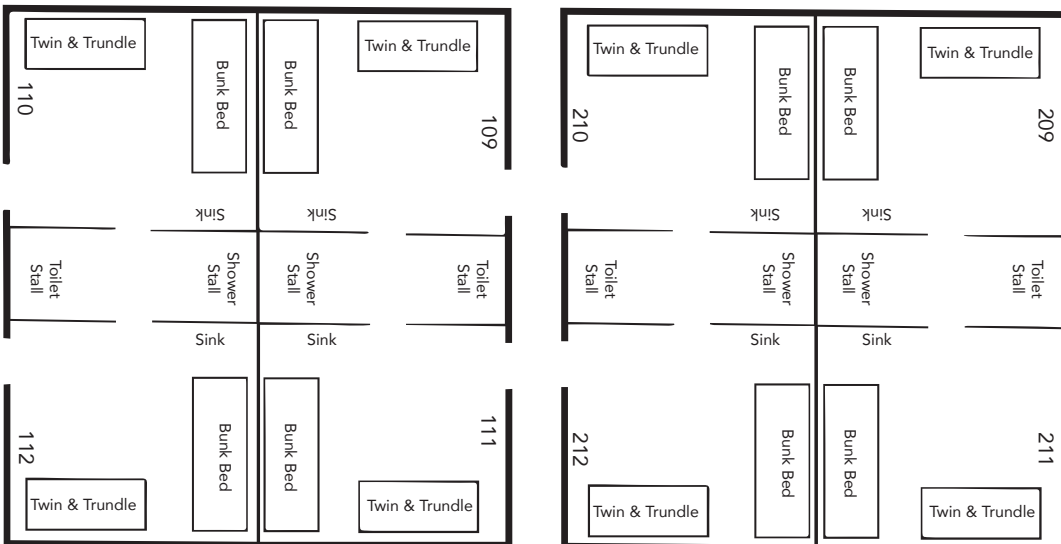 Twin & Trundle
110
Bunk Bed
Bunk Bed
Twin & Trundle
109
Sink
Sink
Toilet
Stall
Shower
Stall
Shower
Stall
Toilet
Stall
Sink
Sink
112
Twin & Trundle
Bunk Bed
Bunk Bed
111
Twin & Trundle
Twin & Trundle
210
Bunk Bed
Bunk Bed
Twin & Trundle
209
Sink
Sink
Toilet
Stall
Shower
Stall
Shower
Stall
Toilet
Stall
Sink
Sink
212
Twin & Trundle
Bunk Bed
Bunk Bed
211
Twin & Trundle